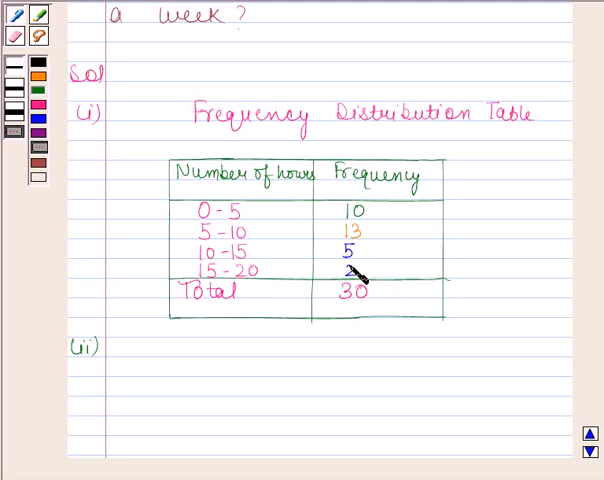 a week ?
Sol
(i) Frequency Distribution Table
Number of hours Frequency
0 - 5 10
5 - 10 13
10 - 15 5
15 - 20 2
Total 30
(ii)